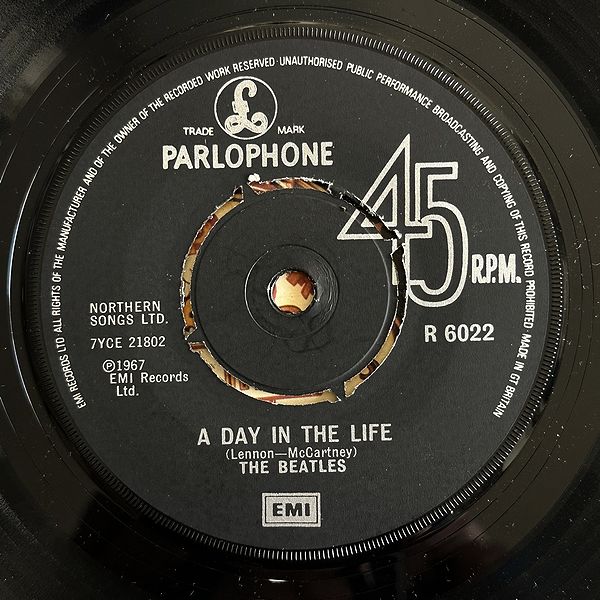 EMI RECORDS LTD · ALL RIGHTS OF THE MANUFACTURER AND OF THE OWNER OF THE RECORDED WORK RESERVED · UNAUTHORISED PUBLIC PERFORMANCE BROADCASTING AND COPYING OF THIS RECORD PROHIBITED · MADE IN GT BRITAIN
£
TRADE MARK
PARLOPHONE
45
R.P.M.
NORTHERN
SONGS LTD.
7YCE 21802
R 6022
℗1967
EMI Records
Ltd.
A DAY IN THE LIFE
(Lennon—McCartney)
THE BEATLES
EMI